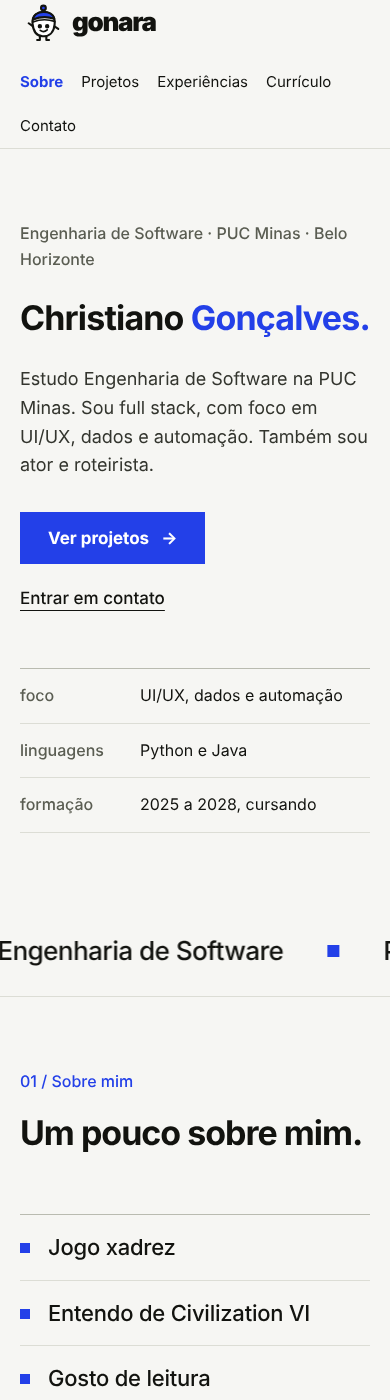 gonara
Sobre Projetos Experiências Currículo
Contato
Engenharia de Software · PUC Minas · Belo
Horizonte
Christiano Gonçalves.
Estudo Engenharia de Software na PUC
Minas. Sou full stack, com foco em
UI/UX, dados e automação. Também sou
ator e roteirista.
Ver projetos →
Entrar em contato
foco UI/UX, dados e automação
linguagens Python e Java
formação 2025 a 2028, cursando
Engenharia de Software
01 / Sobre mim
Um pouco sobre mim.
Jogo xadrez
Entendo de Civilization VI
Gosto de leitura